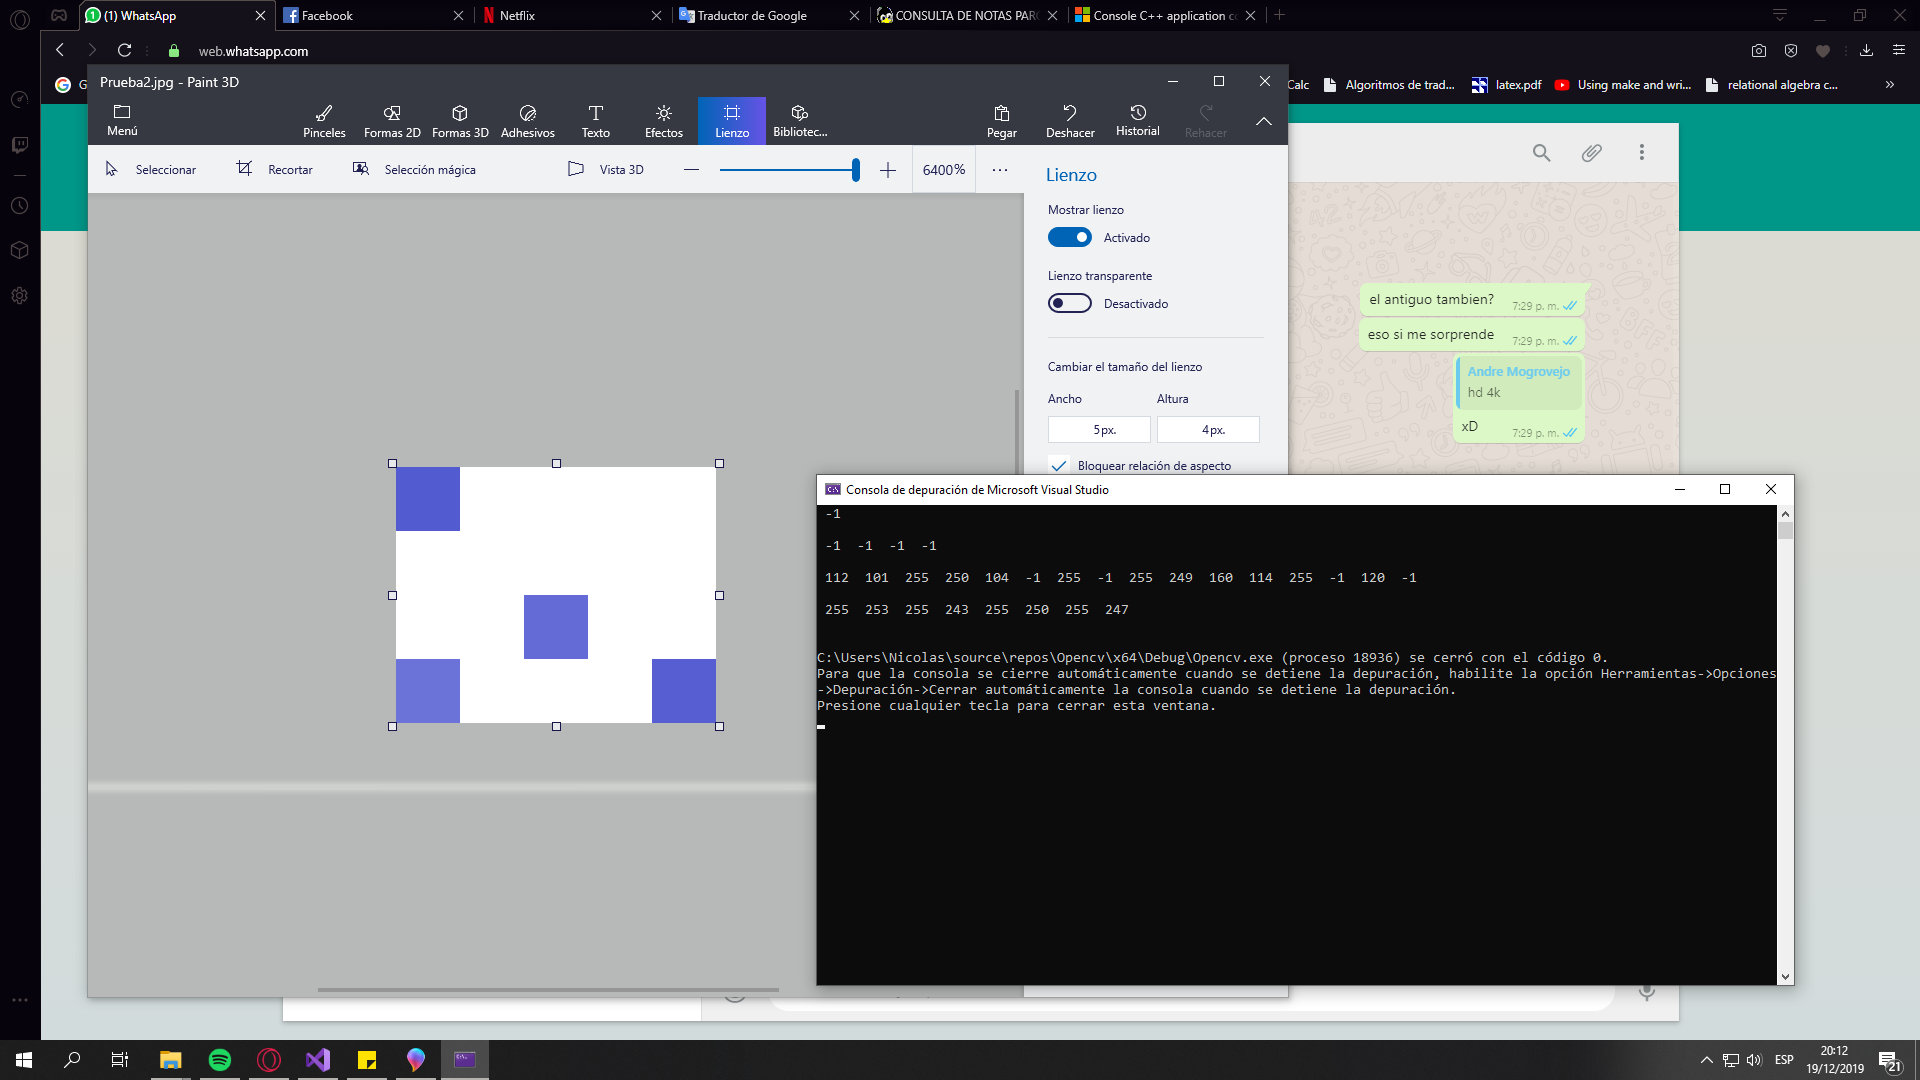 (1) WhatsApp
Facebook
Netflix
Traductor de Google
CONSULTA DE NOTAS PAR
Console C++ application c
web.whatsapp.com
G
Calc
Algoritmos de trad...
latex.pdf
Using make and wri...
relational algebra c...
»
Prueba2.jpg - Paint 3D
Menú
Pinceles
Formas 2D
Formas 3D
Adhesivos
Texto
Efectos
Lienzo
Bibliotec...
Pegar
Deshacer
Historial
Rehacer
Seleccionar
Recortar
Selección mágica
Vista 3D
6400%
Lienzo
Mostrar lienzo
Activado
Lienzo transparente
Desactivado
Cambiar el tamaño del lienzo
Ancho
Altura
5px.
4px.
Bloquear relación de aspecto
el antiguo tambien?
7:29 p. m.
eso si me sorprende
7:29 p. m.
Andre Mogrovejo
hd 4k
xD
7:29 p. m.
C:\
Consola de depuración de Microsoft Visual Studio
-1
-1 -1 -1 -1
112 101 255 250 104 -1 255 -1 255 249 160 114 255 -1 120 -1
255 253 255 243 255 250 255 247
C:\Users\Nicolas\source\repos\Opencv\x64\Debug\Opencv.exe (proceso 18936) se cerró con el código 0.
Para que la consola se cierre automáticamente cuando se detiene la depuración, habilite la opción Herramientas->Opciones
->Depuración->Cerrar automáticamente la consola cuando se detiene la depuración.
Presione cualquier tecla para cerrar esta ventana.
ESP
20:12
19/12/2019
21